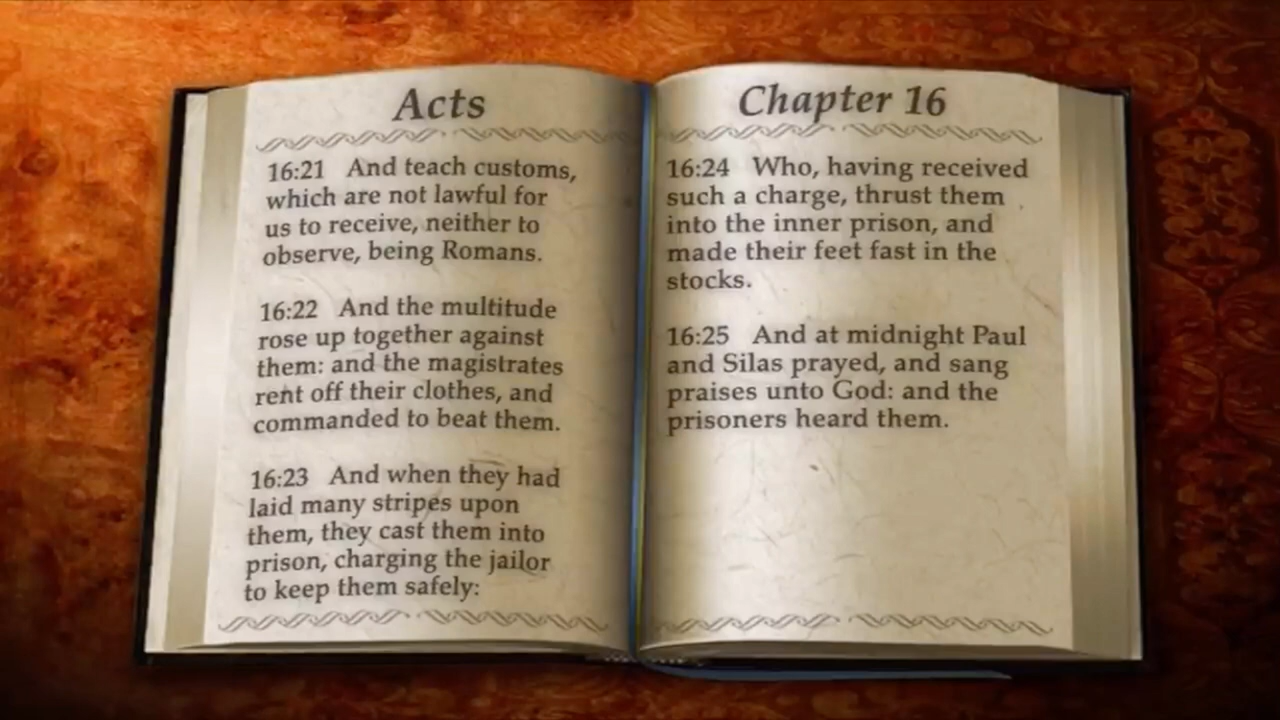 Acts
16:21 And teach customs,
which are not lawful for
us to receive, neither to
observe, being Romans.
16:22 And the multitude
rose up together against
them: and the magistrates
rent off their clothes, and
commanded to beat them.
16:23 And when they had
laid many stripes upon
them, they cast them into
prison, charging the jailor
to keep them safely:
Chapter 16
16:24 Who, having received
such a charge, thrust them
into the inner prison, and
made their feet fast in the
stocks.
16:25 And at midnight Paul
and Silas prayed, and sang
praises unto God: and the
prisoners heard them.